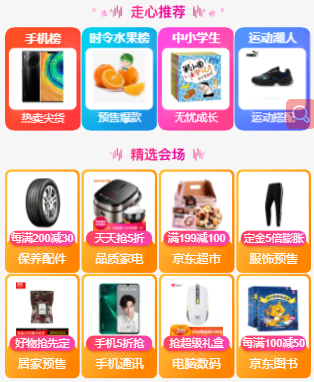 走心推荐
手机榜
时令水果榜
中小学生
运动潮人
热卖尖货
预售爆款
无忧成长
运动搭配
精选会场
每满200减30
天天抢5折
满199减100
定金5倍膨胀
保养配件
品质家电
京东超市
服饰预售
好物抢先定
手机5折抢
抢超级礼盒
每满100减50
居家预售
手机通讯
电脑数码
京东图书